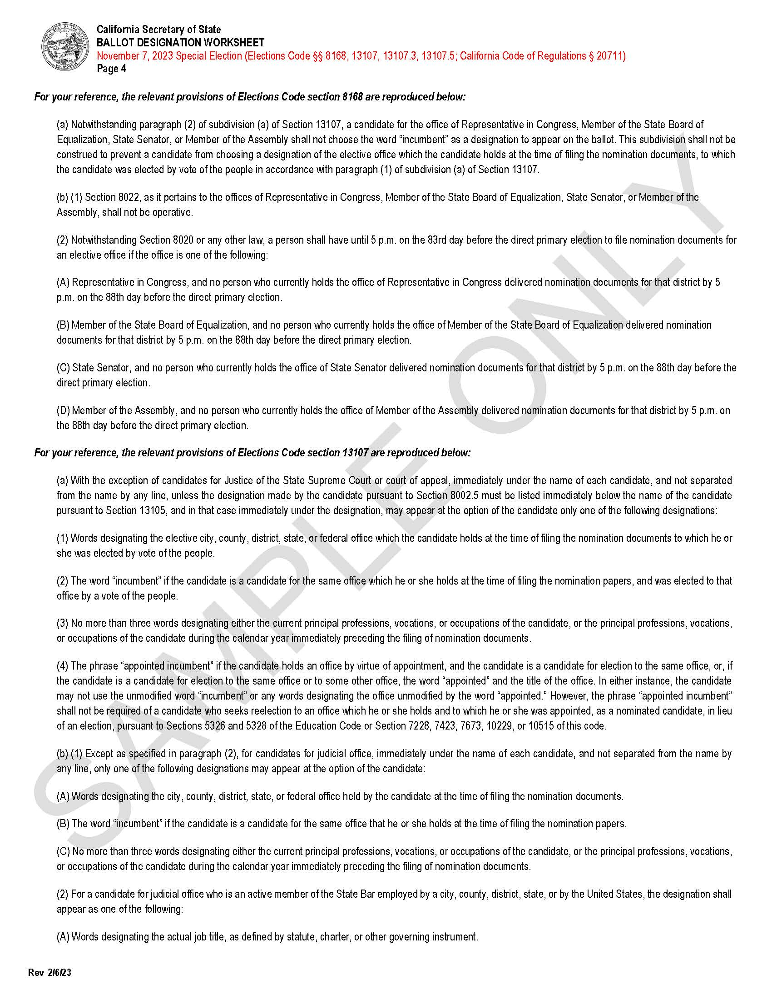 California Secretary of State
BALLOT DESIGNATION WORKSHEET
November 7, 2023 Special Election (Elections Code §§ 8168, 13107, 13107.3, 13107.5; California Code of Regulations § 20711)
Page 4
For your reference, the relevant provisions of Elections Code section 8168 are reproduced below:
(a) Notwithstanding paragraph (2) of subdivision (a) of Section 13107, a candidate for the office of Representative in Congress, Member of the State Board of
Equalization, State Senator, or Member of the Assembly shall not choose the word “incumbent” as a designation to appear on the ballot. This subdivision shall not be
construed to prevent a candidate from choosing a designation of the elective office which the candidate holds at the time of filing the nomination documents, to which
the candidate was elected by vote of the people in accordance with paragraph (1) of subdivision (a) of Section 13107.
(b) (1) Section 8022, as it pertains to the offices of Representative in Congress, Member of the State Board of Equalization, State Senator, or Member of the
Assembly, shall not be operative.
(2) Notwithstanding Section 8020 or any other law, a person shall have until 5 p.m. on the 83rd day before the direct primary election to file nomination documents for
an elective office if the office is one of the following:
(A) Representative in Congress, and no person who currently holds the office of Representative in Congress delivered nomination documents for that district by 5
p.m. on the 88th day before the direct primary election.
(B) Member of the State Board of Equalization, and no person who currently holds the office of Member of the State Board of Equalization delivered nomination
documents for that district by 5 p.m. on the 88th day before the direct primary election.
(C) State Senator, and no person who currently holds the office of State Senator delivered nomination documents for that district by 5 p.m. on the 88th day before the
direct primary election.
(D) Member of the Assembly, and no person who currently holds the office of Member of the Assembly delivered nomination documents for that district by 5 p.m. on
the 88th day before the direct primary election.
For your reference, the relevant provisions of Elections Code section 13107 are reproduced below:
(a) With the exception of candidates for Justice of the State Supreme Court or court of appeal, immediately under the name of each candidate, and not separated
from the name by any line, unless the designation made by the candidate pursuant to Section 8002.5 must be listed immediately below the name of the candidate
pursuant to Section 13105, and in that case immediately under the designation, may appear at the option of the candidate only one of the following designations:
(1) Words designating the elective city, county, district, state, or federal office which the candidate holds at the time of filing the nomination documents to which he or
she was elected by vote of the people.
(2) The word “incumbent” if the candidate is a candidate for the same office which he or she holds at the time of filing the nomination papers, and was elected to that
office by a vote of the people.
(3) No more than three words designating either the current principal professions, vocations, or occupations of the candidate, or the principal professions, vocations,
or occupations of the candidate during the calendar year immediately preceding the filing of nomination documents.
(4) The phrase “appointed incumbent” if the candidate holds an office by virtue of appointment, and the candidate is a candidate for election to the same office, or, if
the candidate is a candidate for election to the same office or to some other office, the word “appointed” and the title of the office. In either instance, the candidate
may not use the unmodified word “incumbent” or any words designating the office unmodified by the word “appointed.” However, the phrase “appointed incumbent”
shall not be required of a candidate who seeks reelection to an office which he or she holds and to which he or she was appointed, as a nominated candidate, in lieu
of an election, pursuant to Sections 5326 and 5328 of the Education Code or Section 7228, 7423, 7673, 10229, or 10515 of this code.
(b) (1) Except as specified in paragraph (2), for candidates for judicial office, immediately under the name of each candidate, and not separated from the name by
any line, only one of the following designations may appear at the option of the candidate:
(A) Words designating the city, county, district, state, or federal office held by the candidate at the time of filing the nomination documents.
(B) The word “incumbent” if the candidate is a candidate for the same office that he or she holds at the time of filing the nomination papers.
(C) No more than three words designating either the current principal professions, vocations, or occupations of the candidate, or the principal professions, vocations,
or occupations of the candidate during the calendar year immediately preceding the filing of nomination documents.
(2) For a candidate for judicial office who is an active member of the State Bar employed by a city, county, district, state, or by the United States, the designation shall
appear as one of the following:
(A) Words designating the actual job title, as defined by statute, charter, or other governing instrument.
Rev 2/6/23
SAMPLE ONLY